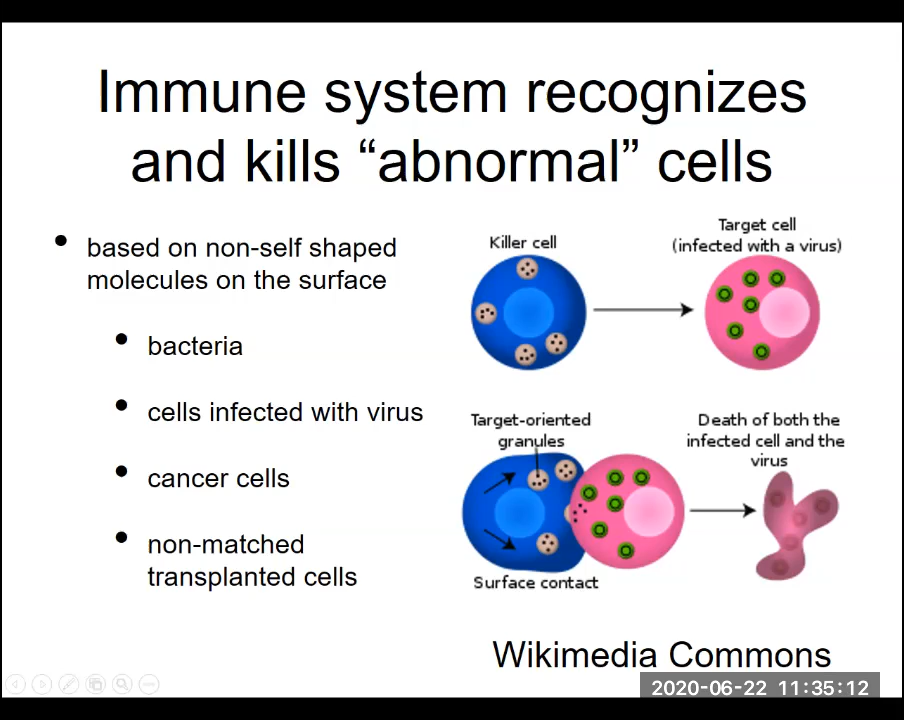 Immune system recognizes
and kills “abnormal” cells
• based on non-self shaped
molecules on the surface
• bacteria
• cells infected with virus
• cancer cells
• non-matched
transplanted cells
Killer cell
Target cell
(infected with a virus)
Target-oriented
granules
Surface contact
Death of both the
infected cell and the
virus
Wikimedia Commons
2020-06-22 11:35:12